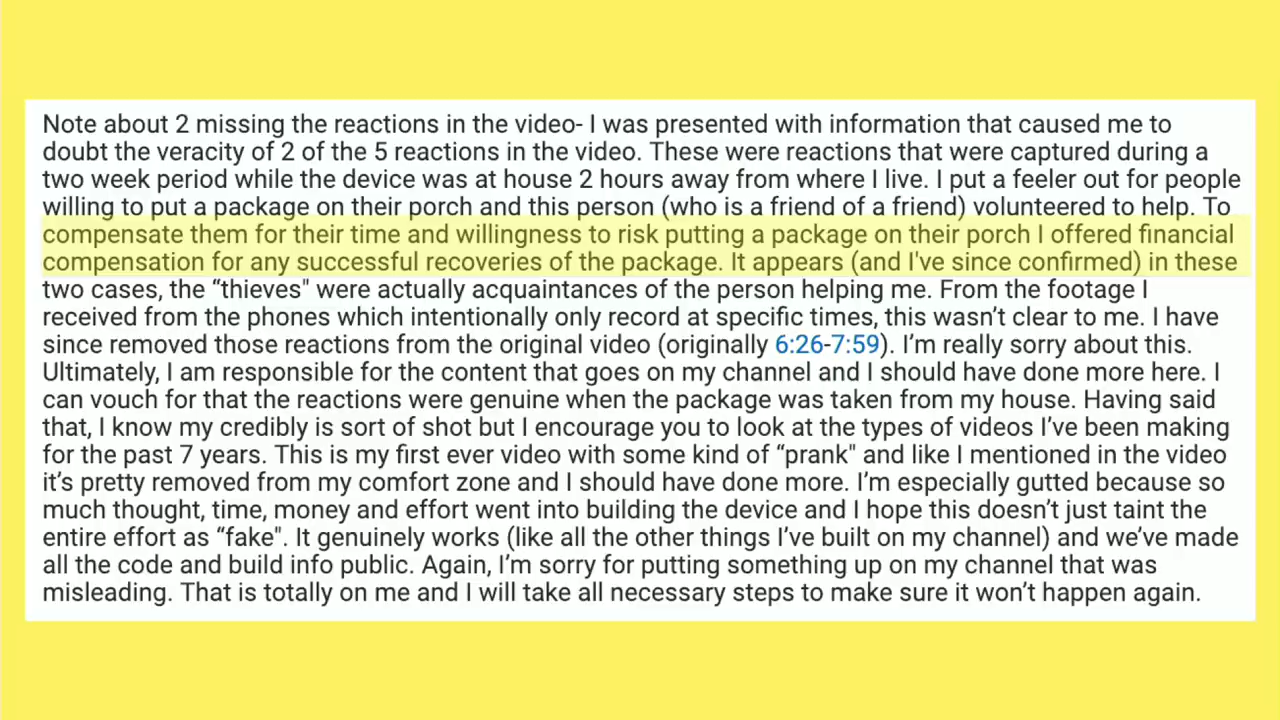 Note about 2 missing the reactions in the video- I was presented with information that caused me to
doubt the veracity of 2 of the 5 reactions in the video. These were reactions that were captured during a
two week period while the device was at house 2 hours away from where I live. I put a feeler out for people
willing to put a package on their porch and this person (who is a friend of a friend) volunteered to help. To
compensate them for their time and willingness to risk putting a package on their porch I offered financial
compensation for any successful recoveries of the package. It appears (and I've since confirmed) in these
two cases, the “thieves" were actually acquaintances of the person helping me. From the footage I
received from the phones which intentionally only record at specific times, this wasn’t clear to me. I have
since removed those reactions from the original video (originally 6:26-7:59). I’m really sorry about this.
Ultimately, I am responsible for the content that goes on my channel and I should have done more here. I
can vouch for that the reactions were genuine when the package was taken from my house. Having said
that, I know my credibly is sort of shot but I encourage you to look at the types of videos I’ve been making
for the past 7 years. This is my first ever video with some kind of “prank" and like I mentioned in the video
it’s pretty removed from my comfort zone and I should have done more. I’m especially gutted because so
much thought, time, money and effort went into building the device and I hope this doesn’t just taint the
entire effort as “fake". It genuinely works (like all the other things I’ve built on my channel) and we’ve made
all the code and build info public. Again, I’m sorry for putting something up on my channel that was
misleading. That is totally on me and I will take all necessary steps to make sure it won’t happen again.